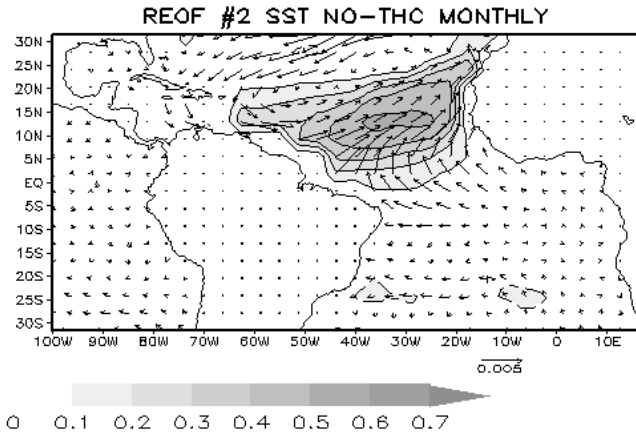 REOF #2 SST NO-THC MONTHLY
30N
25N
20N
15N
10N
5N
EQ
5S
10S
15S
20S
25S
30S
100W 90W 80W 70W 60W 50W 40W 30W 20W 10W 0 10E
0.005
0 0.1 0.2 0.3 0.4 0.5 0.6 0.7